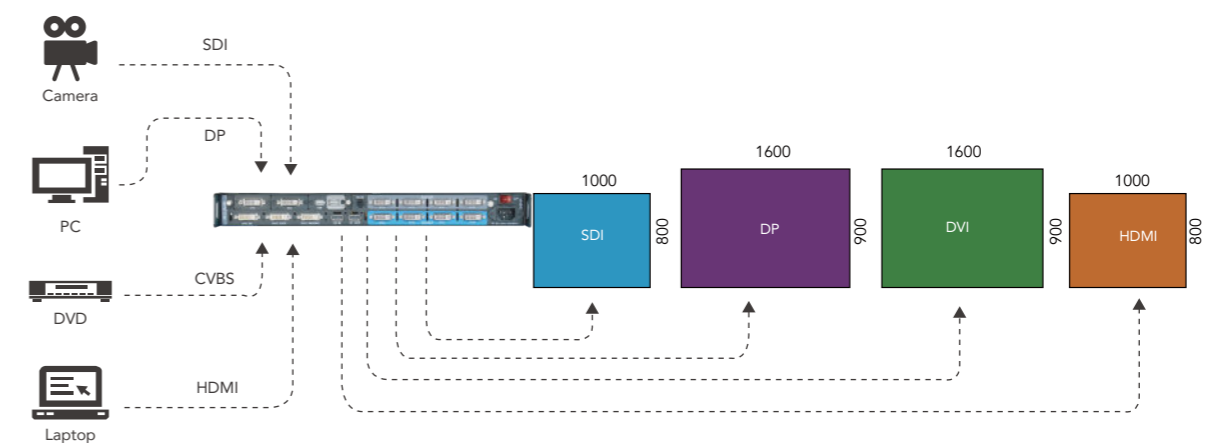 SDI
Camera
DP
PC
CVBS
DVD
HDMI
Laptop
1000
800
SDI
1600
900
DP
1600
900
DVI
1000
800
HDMI